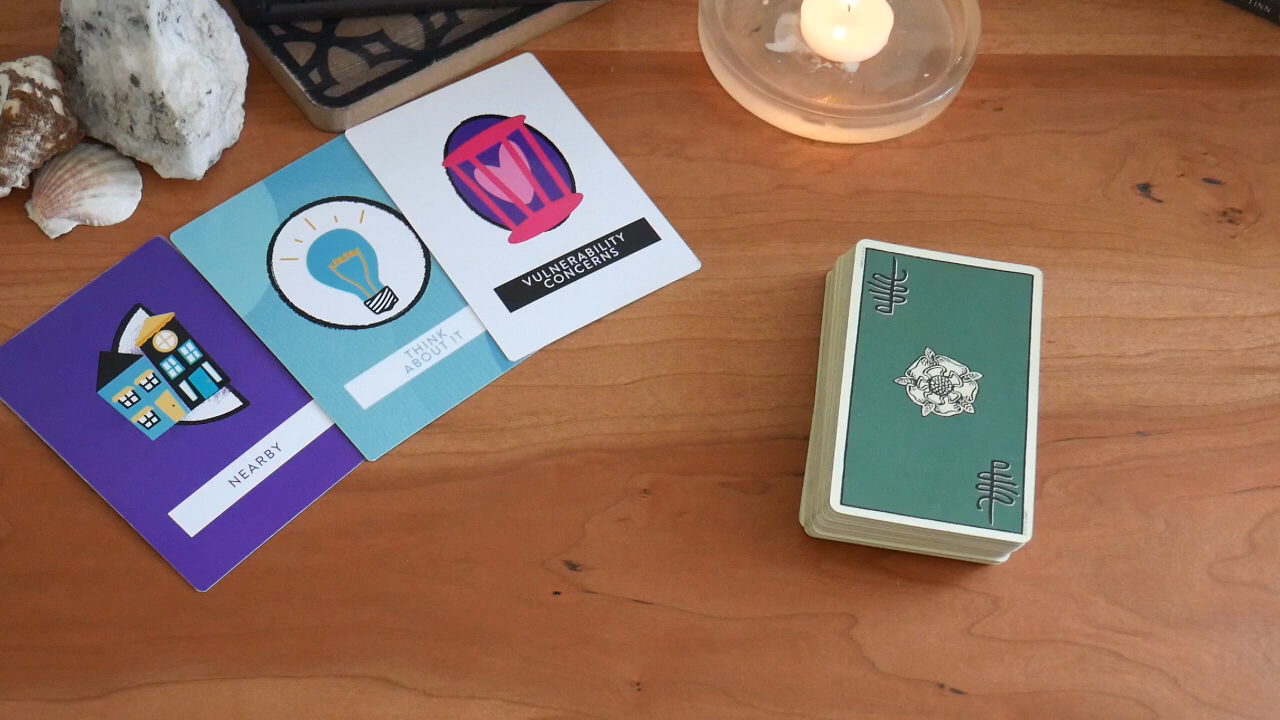 NEARBY
THINK
ABOUT IT
VULNERABILITY
CONCERNS